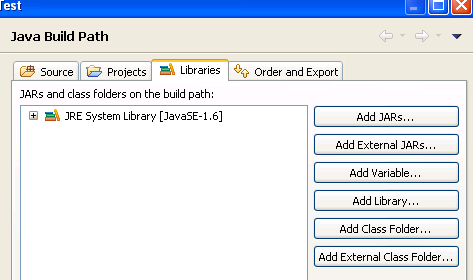 Test
Java Build Path
Source Projects Libraries Order and Export
JARs and class folders on the build path:
JRE System Library [JavaSE-1.6]
Add JARs...
Add External JARs...
Add Variable...
Add Library...
Add Class Folder...
Add External Class Folder...